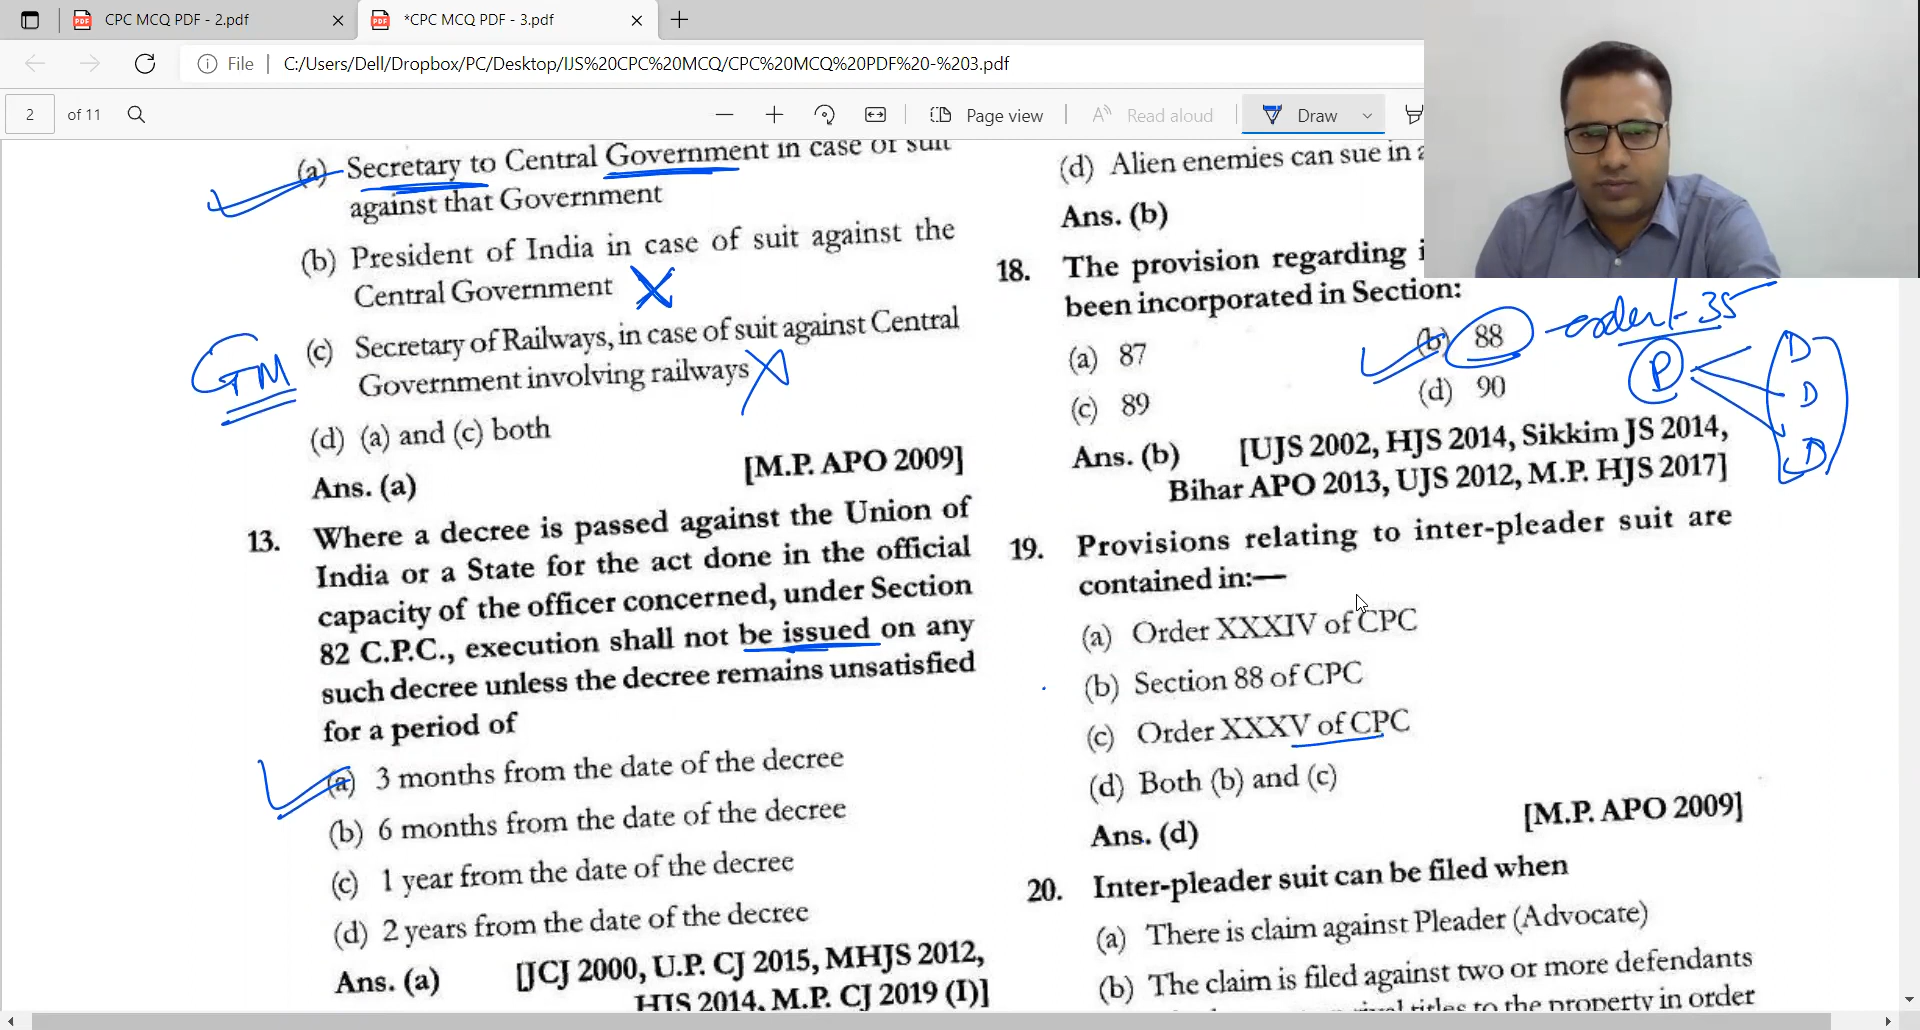 CPC MCQ PDF - 2.pdf
*CPC MCQ PDF - 3.pdf
File
C:/Users/Dell/Dropbox/PC/Desktop/IJS%20CPC%20MCQ/CPC%20MCQ%20PDF%20-%203.pdf
2 of 11
Page view
Read aloud
Draw
(a) Secretary to Central Government in case of suit
against that Government
(b) President of India in case of suit against the
Central Government
GM
(c) Secretary of Railways, in case of suit against Central
Government involving railways
(d) (a) and (c) both
[M.P. APO 2009]
Ans. (a)
13. Where a decree is passed against the Union of
India or a State for the act done in the official
capacity of the officer concerned, under Section
82 C.P.C., execution shall not be issued on any
such decree unless the decree remains unsatisfied
for a period of
(a) 3 months from the date of the decree
(b) 6 months from the date of the decree
(c) 1 year from the date of the decree
(d) 2 years from the date of the decree
Ans. (a) [JCJ 2000, U.P. CJ 2015, MHJS 2012,
HJS 2014, M.P. CJ 2019 (I)]
(d) Alien enemies can sue in
Ans. (b)
18. The provision regarding
been incorporated in Section:
(a) 87
(b) 88
order - 35
(c) 89
(d) 90
P
D
D
D
Ans. (b) [UJS 2002, HJS 2014, Sikkim JS 2014,
Bihar APO 2013, UJS 2012, M.P. HJS 2017]
19. Provisions relating to inter-pleader suit are
contained in:—
(a) Order XXXIV of CPC
(b) Section 88 of CPC
(c) Order XXXV of CPC
(d) Both (b) and (c)
[M.P. APO 2009]
Ans. (d)
20. Inter-pleader suit can be filed when
(a) There is claim against Pleader (Advocate)
(b) The claim is filed against two or more defendants
titles to the property in order